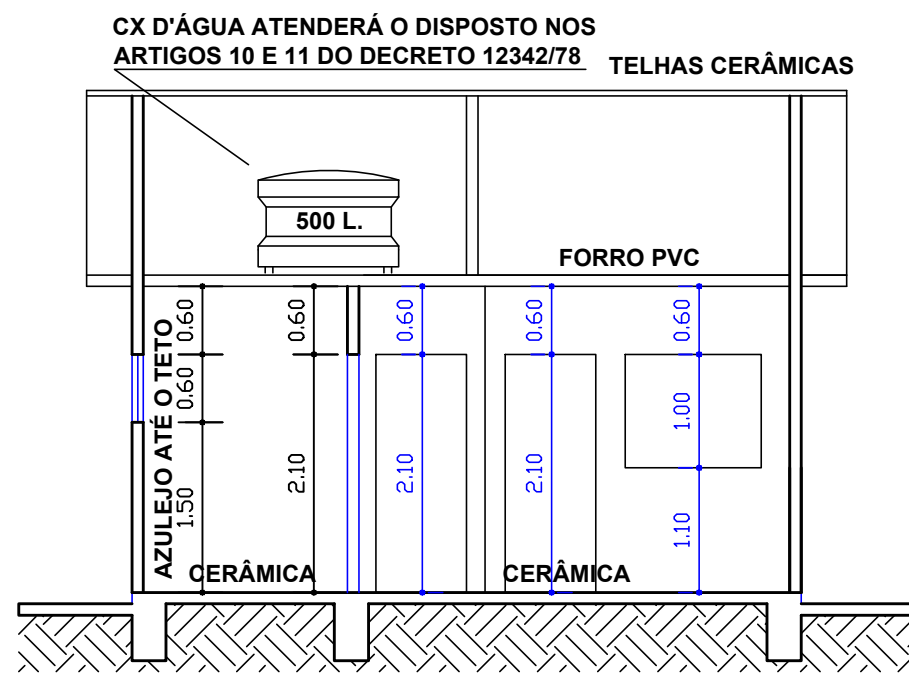 CX D'ÁGUA ATENDERÁ O DISPOSTO NOS
ARTIGOS 10 E 11 DO DECRETO 12342/78
TELHAS CERÂMICAS
500 L.
FORRO PVC
AZULEJO ATÉ O TETO
0.60
0.60
1.50
0.60
2.10
0.60
2.10
0.60
2.10
0.60
1.00
1.10
CERÂMICA
CERÂMICA